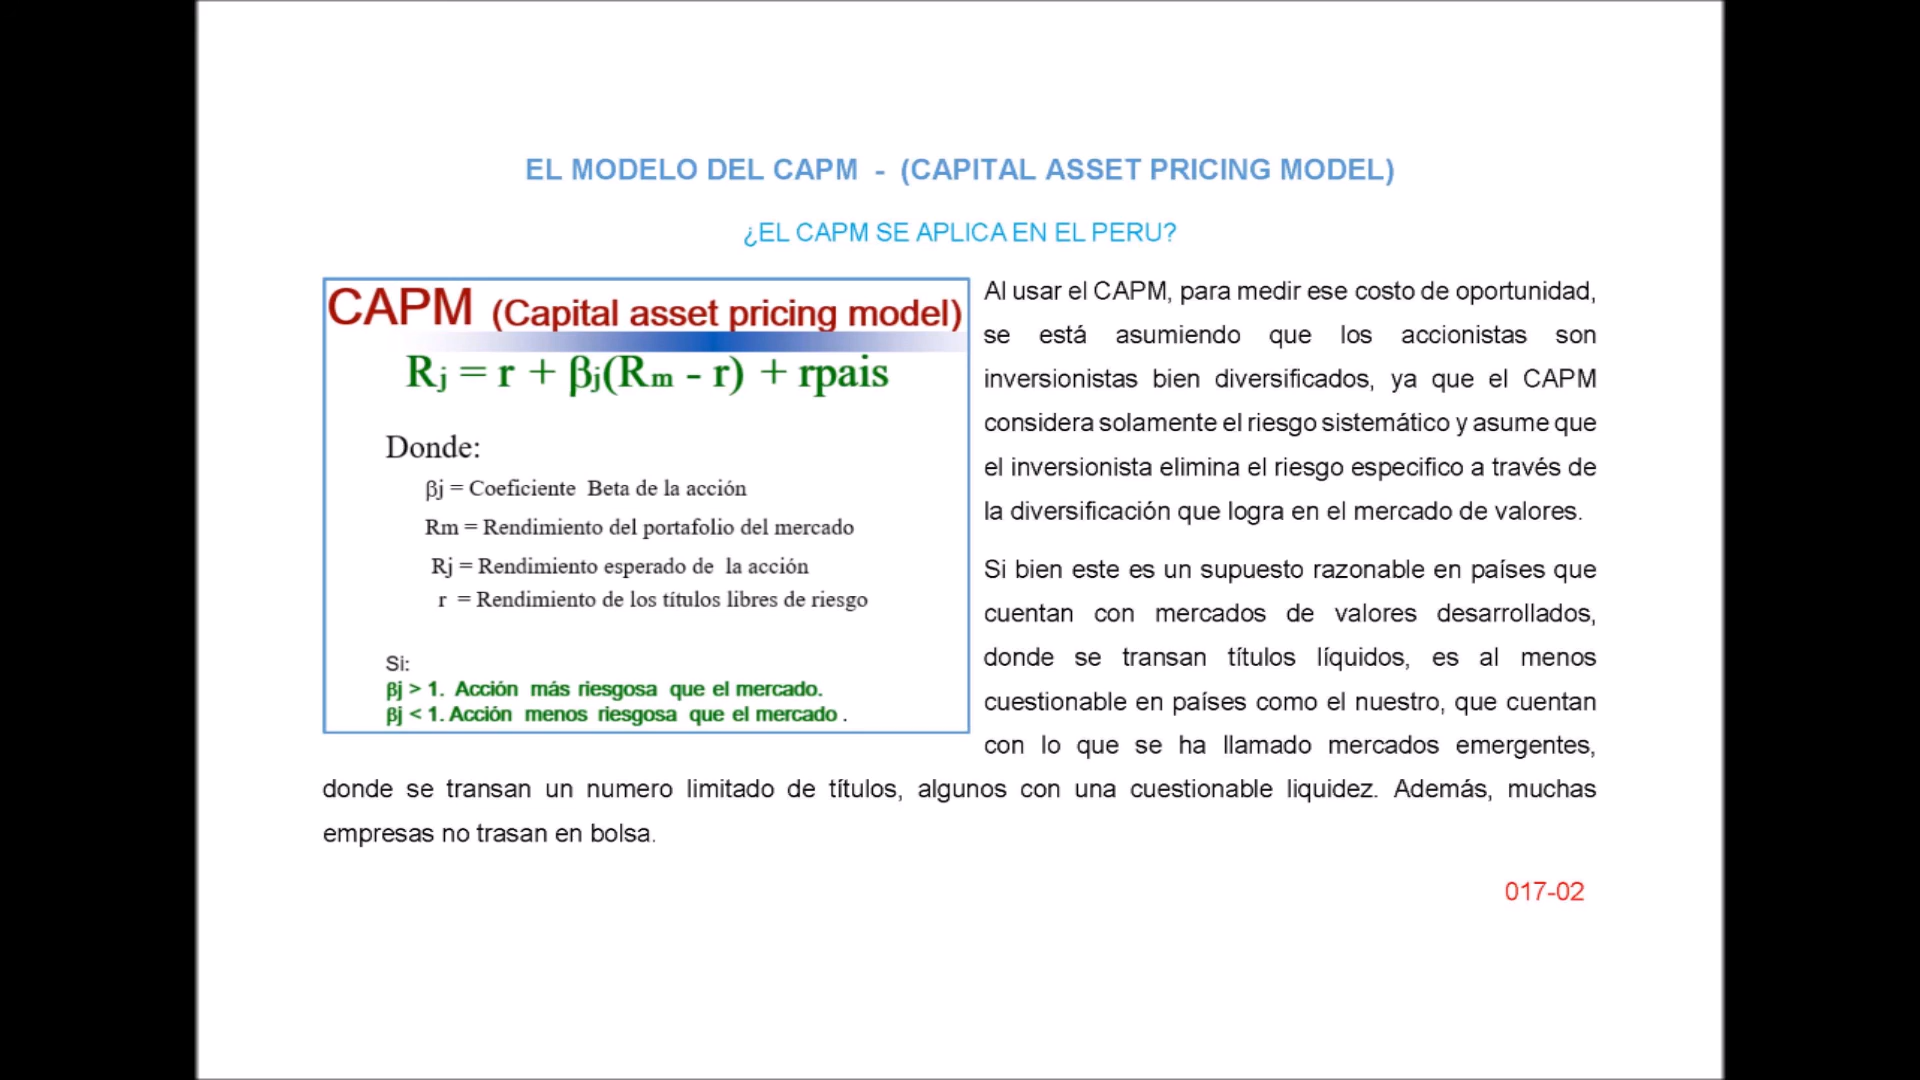 EL MODELO DEL CAPM - (CAPITAL ASSET PRICING MODEL)
¿EL CAPM SE APLICA EN EL PERU?
CAPM (Capital asset pricing model)
Rj = r + βj(Rm - r) + rpais
Donde:
βj = Coeficiente Beta de la acción
Rm = Rendimiento del portafolio del mercado
Rj = Rendimiento esperado de la acción
r = Rendimiento de los títulos libres de riesgo
Si:
βj > 1. Acción más riesgosa que el mercado.
βj < 1. Acción menos riesgosa que el mercado .
Al usar el CAPM, para medir ese costo de oportunidad,
se está asumiendo que los accionistas son
inversionistas bien diversificados, ya que el CAPM
considera solamente el riesgo sistemático y asume que
el inversionista elimina el riesgo especifico a través de
la diversificación que logra en el mercado de valores.
Si bien este es un supuesto razonable en países que
cuentan con mercados de valores desarrollados,
donde se transan títulos líquidos, es al menos
cuestionable en países como el nuestro, que cuentan
con lo que se ha llamado mercados emergentes,
donde se transan un numero limitado de títulos, algunos con una cuestionable liquidez. Además, muchas
empresas no trasan en bolsa.
017-02